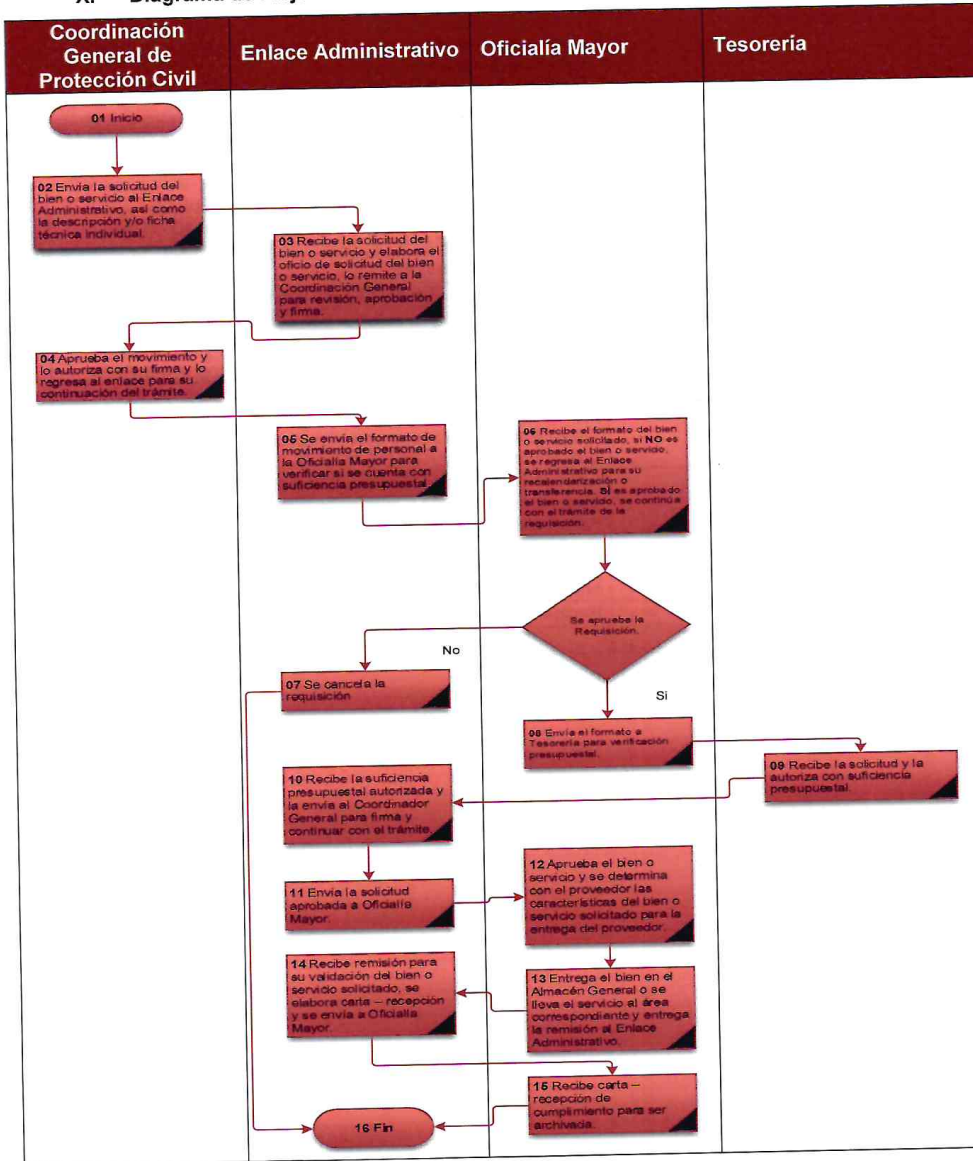 XI. Diagrama de
Coordinación
General de
Protección Civil
Enlace Administrativo
Oficialía Mayor
Tesorería
01 Inicio
02 Envía la solicitud del
bien o servicio al Enlace
Administrativo, así como
la descripción y/o ficha
técnica individual.
03 Recibe la solicitud del
bien o servicio y elabora el
oficio de solicitud del bien
o servicio, lo remite a la
Coordinación General
para revisión, aprobación
y firma.
04 Aprueba el movimiento y
lo autoriza con su firma y lo
regresa al enlace para su
continuación del trámite.
05 Se envía el formato de
movimiento de personal a
la Oficialía Mayor para
verificar si se cuenta con
suficiencia presupuestal.
06 Recibe el formato del bien
o servicio solicitado, si NO es
aprobado el bien o servicio,
se regresa al Enlace
Administrativo para su
recalendarización o
transferencia. SÍ es aprobado
el bien o servicio, se continúa
con el trámite de la
requisición.
Se aprueba la
Requisición.
No
Si
07 Se cancela la
requisición
08 Envía el formato a
Tesorería para verificación
presupuestal.
09 Recibe la solicitud y la
autoriza con suficiencia
presupuestal.
10 Recibe la suficiencia
presupuestal autorizada y
la envía al Coordinador
General para firma y
continuar con el trámite.
11 Envía la solicitud
aprobada a Oficialía
Mayor.
12 Aprueba el bien o
servicio y se determina
con el proveedor las
características del bien o
servicio solicitado para la
entrega del proveedor.
13 Entrega el bien en el
Almacén General o se
lleva el servicio al área
correspondiente y entrega
la remisión al Enlace
Administrativo.
14 Recibe remisión para
su validación del bien o
servicio solicitado, se
elabora carta – recepción
y se envía a Oficialía
Mayor.
15 Recibe carta –
recepción de
cumplimiento para ser
archivada.
16 Fin